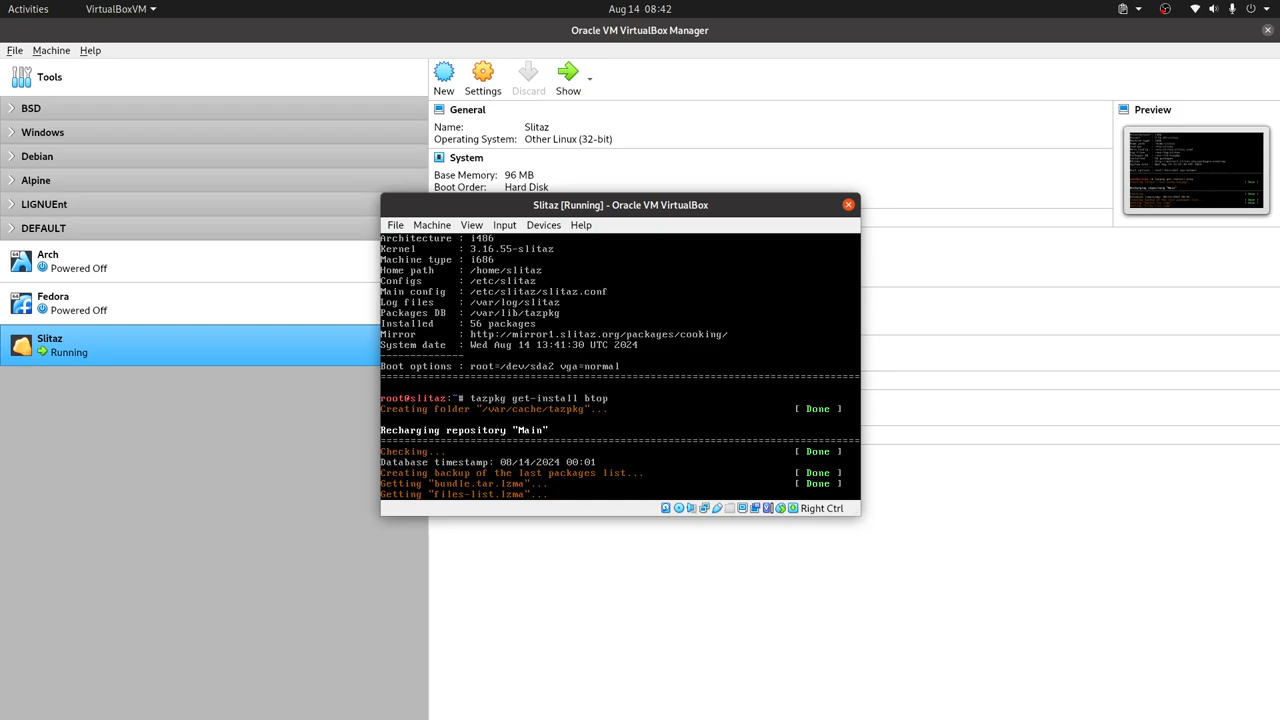 Activities
VirtualBoxVM
Aug 14 08:42
Oracle VM VirtualBox Manager
File Machine Help
Tools
BSD
Windows
Debian
Alpine
LIGNUEnt
DEFAULT
Arch
Powered Off
Fedora
Powered Off
Slitaz
Running
New Settings Discard Show
General
Name: Slitaz
Operating System: Other Linux (32-bit)
System
Base Memory: 96 MB
Boot Order: Hard Disk
Preview
Slitaz [Running] - Oracle VM VirtualBox
File Machine View Input Devices Help
Architecture : i486
Kernel : 3.16.55-slitaz
Machine type : i686
Home path : /home/slitaz
Configs : /etc/slitaz
Main config : /etc/slitaz/slitaz.conf
Log files : /var/log/slitaz
Packages DB : /var/lib/tazpkg
Installed : 56 packages
Mirror : http://mirror1.slitaz.org/packages/cooking/
System date : Wed Aug 14 13:41:30 UTC 2024
--------------
Boot options : root=/dev/sda2 vga=normal
================================================================================
root@slitaz:~# tazpkg get-install btop
Creating folder "/var/cache/tazpkg"... [ Done ]
Recharging repository "Main"
================================================================================
Checking... [ Done ]
Database timestamp: 08/14/2024 00:01
Creating backup of the last packages list... [ Done ]
Getting "bundle.tar.lzma"... [ Done ]
Getting "files-list.lzma"...
Right Ctrl